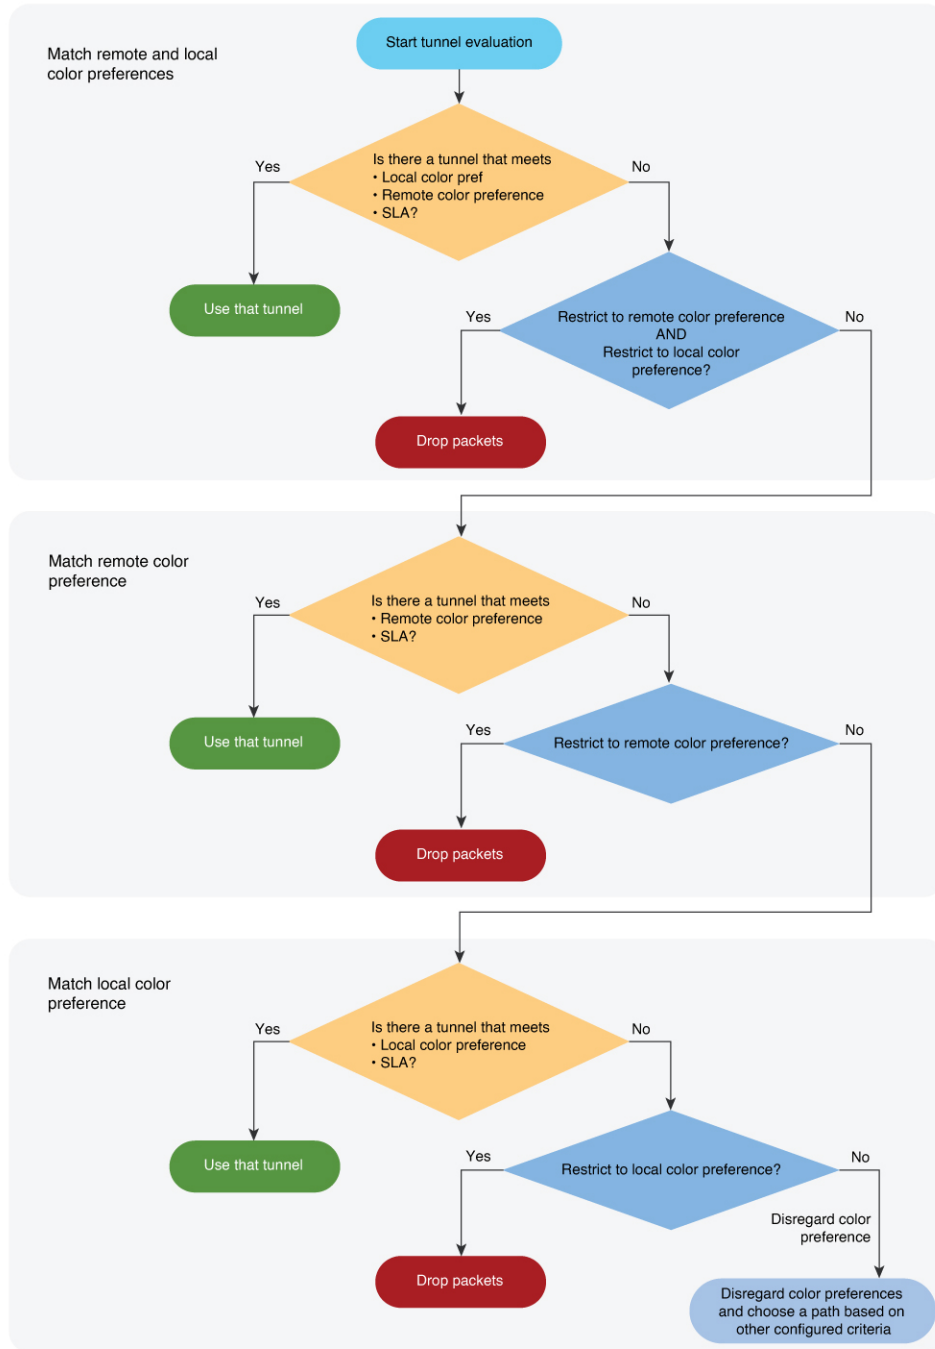 Start tunnel evaluation
Match remote and local
color preferences
Yes
Is there a tunnel that meets
• Local color pref
• Remote color preference
• SLA?
No
Use that tunnel
Yes
Restrict to remote color preference
AND
Restrict to local color
preference?
No
Drop packets
Match remote color
preference
Yes
Is there a tunnel that meets
• Remote color preference
• SLA?
No
Use that tunnel
Yes
Restrict to remote color preference?
No
Drop packets
Match local color
preference
Yes
Is there a tunnel that meets
• Local color preference
• SLA?
No
Use that tunnel
Yes
Restrict to local color preference?
No
Disregard color
preference
Drop packets
Disregard color preferences
and choose a path based on
other configured criteria